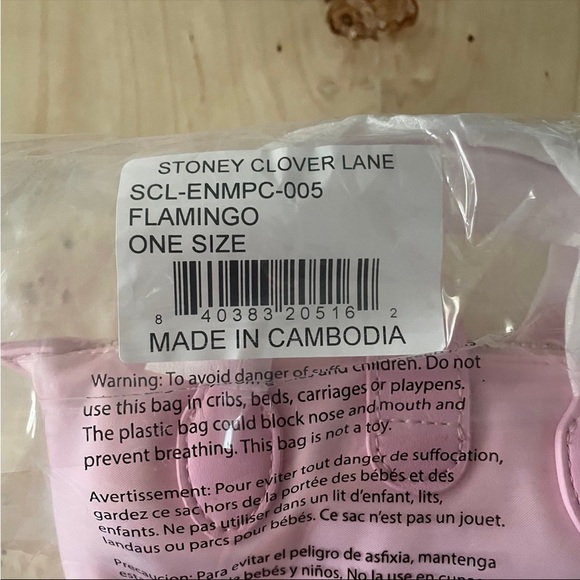 STONEY CLOVER LANE
SCL-ENMPC-005
FLAMINGO
ONE SIZE
8 40383 20516 2
MADE IN CAMBODIA
Warning: To avoid danger of children. Do not
use this bag in cribs, beds, carriages or playpens.
The plastic bag could block nose and mouth and
prevent breathing. This bag is not a toy.
Avertissement: Pour eviter tout danger de suffocation,
gardez ce sac hors de la portée des bébés et des
enfants. Ne pas utiliser dans un lit d'enfant, lits,
landaus ou parcs pour bébés. Ce sac n'est pas un jouet.
Para evitar el peligro de asfixia, mantenga
bebés y niños. No la use en